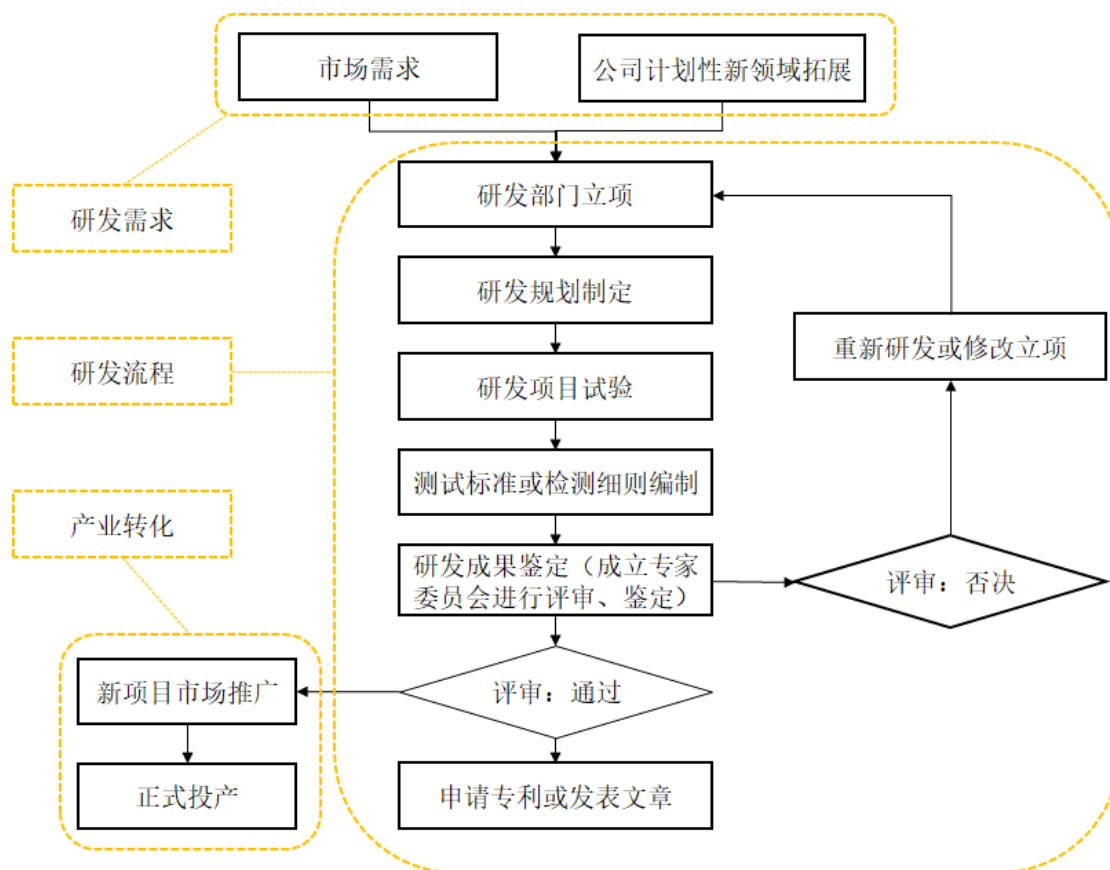 市场需求
公司计划性新领域拓展
研发需求
研发部门立项
研发规划制定
研发流程
重新研发或修改立项
研发项目试验
测试标准或检测细则编制
产业转化
研发成果鉴定（成立专家
委员会进行评审、鉴定）
评审：否决
新项目市场推广
评审：通过
正式投产
申请专利或发表文章